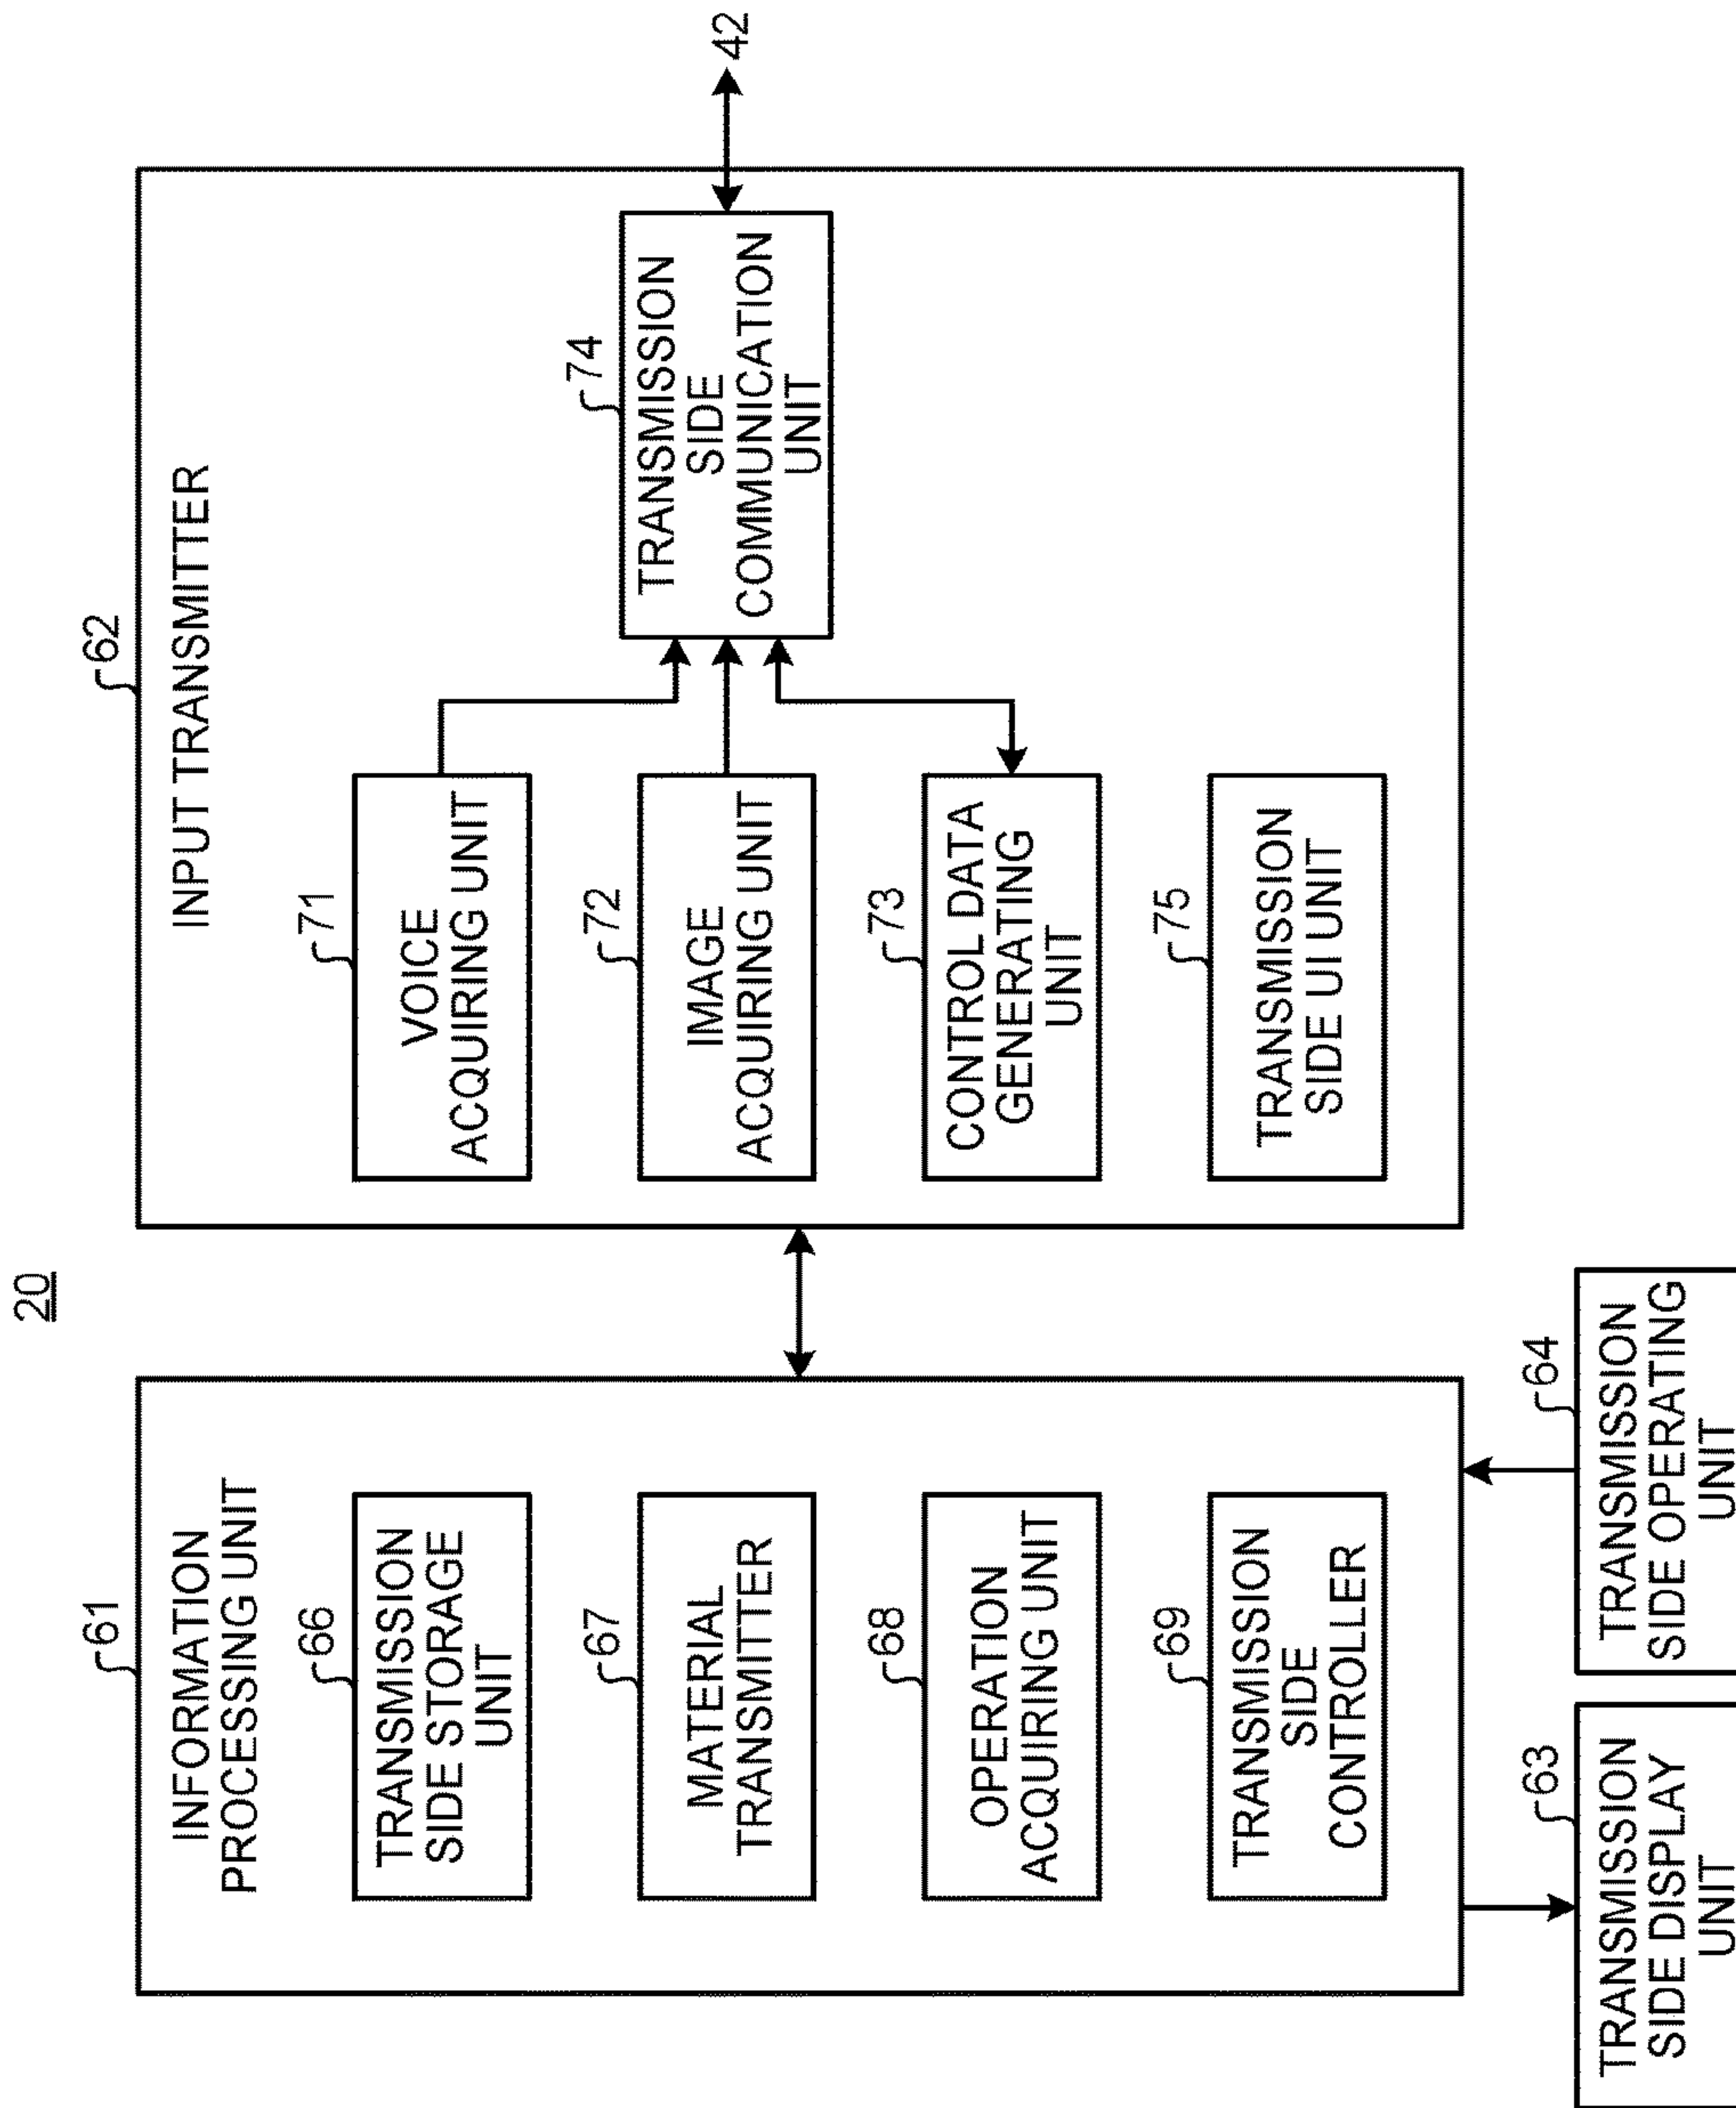 20
61
INFORMATION
PROCESSING UNIT
66
TRANSMISSION
SIDE STORAGE
UNIT
67
MATERIAL
TRANSMITTER
68
OPERATION
ACQUIRING UNIT
69
TRANSMISSION
SIDE
CONTROLLER
63
TRANSMISSION
SIDE DISPLAY
UNIT
64
TRANSMISSION
SIDE OPERATING
UNIT
62
INPUT TRANSMITTER
71
VOICE
ACQUIRING UNIT
72
IMAGE
ACQUIRING UNIT
73
CONTROL DATA
GENERATING
UNIT
75
TRANSMISSION
SIDE UI UNIT
74
TRANSMISSION
SIDE
COMMUNICATION
UNIT
42